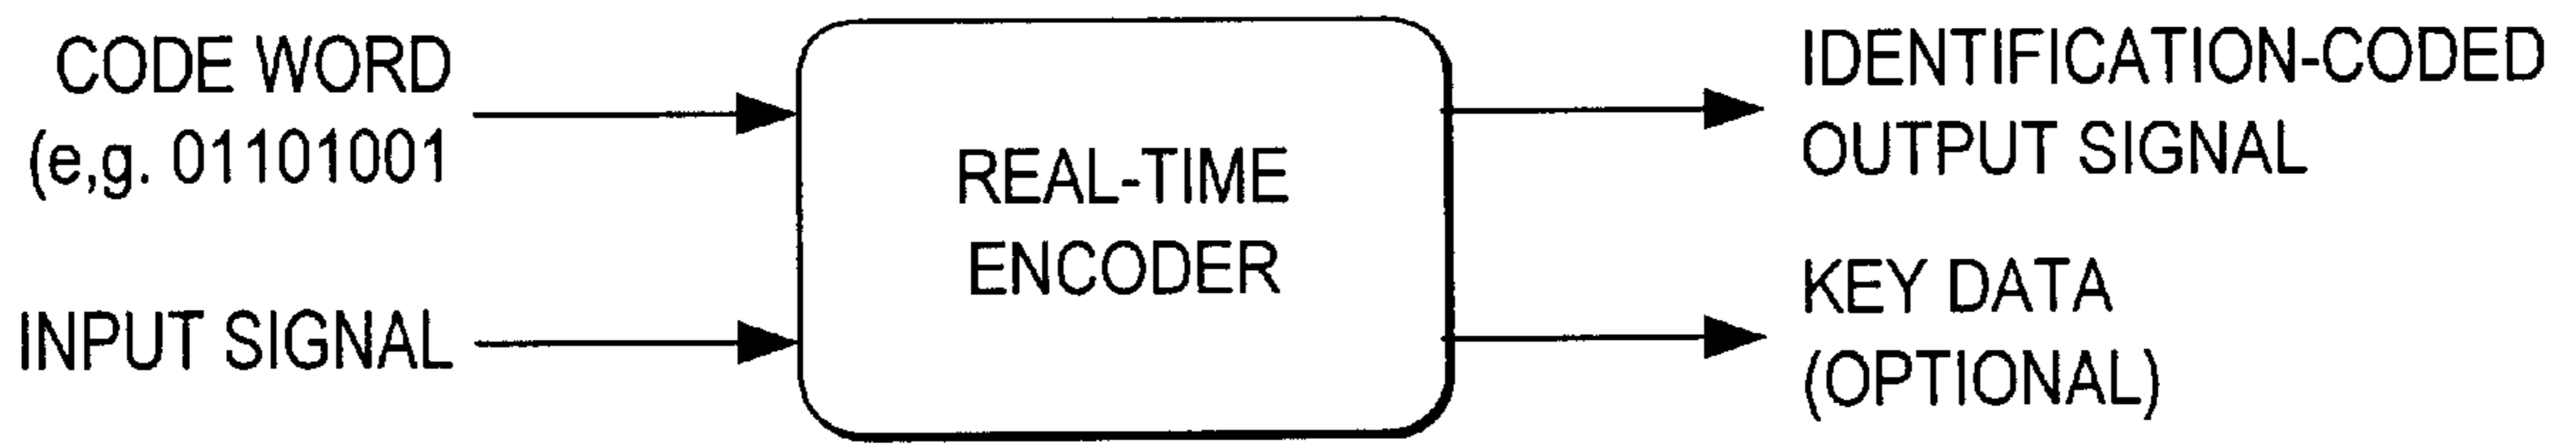 CODE WORD
(e,g. 01101001
INPUT SIGNAL
REAL-TIME
ENCODER
IDENTIFICATION-CODED
OUTPUT SIGNAL
KEY DATA
(OPTIONAL)